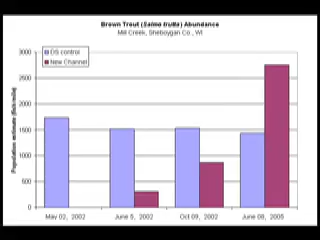 Brown Trout (Salmo trutta) Abundance
Mill Creek, Sheboygan Co., WI
DS control
New Channel
Population estimate (fish/mile)
3000
2500
2000
1500
1000
500
0
May 02, 2002
June 5, 2002
Oct 09, 2002
June 08, 2005